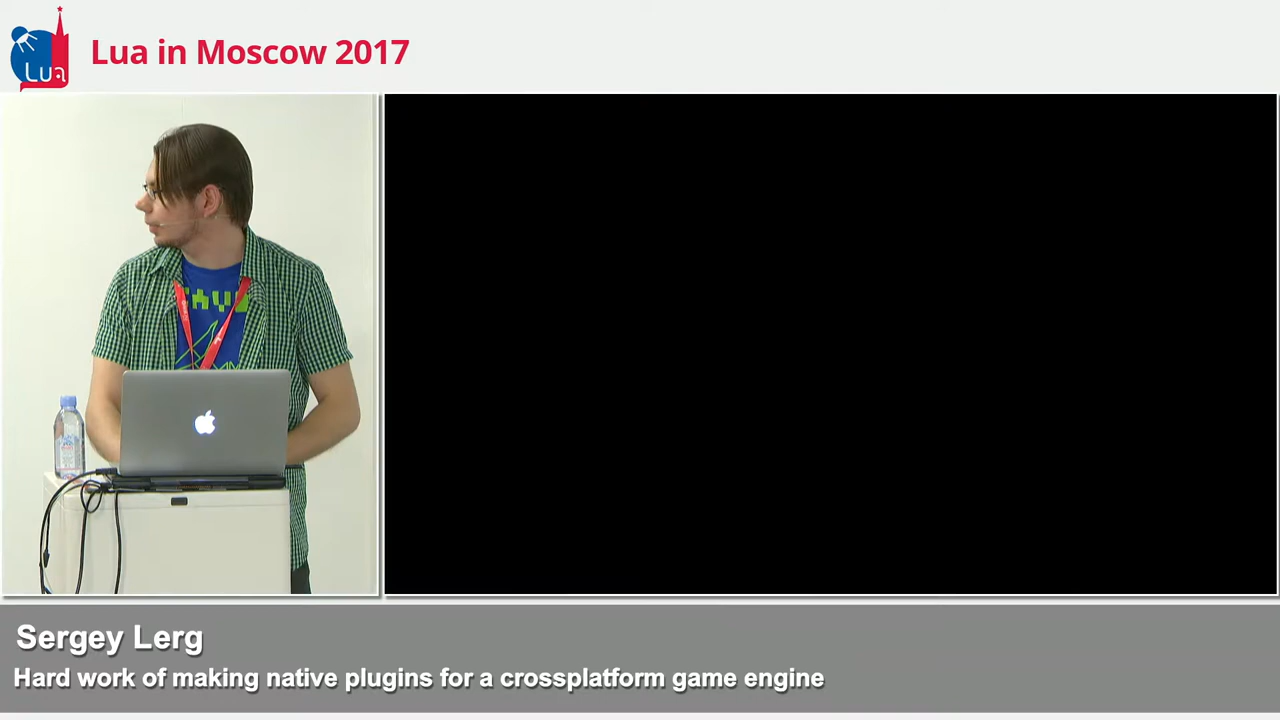 Lua
Lua in Moscow 2017
Sergey Lerg
Hard work of making native plugins for a crossplatform game engine